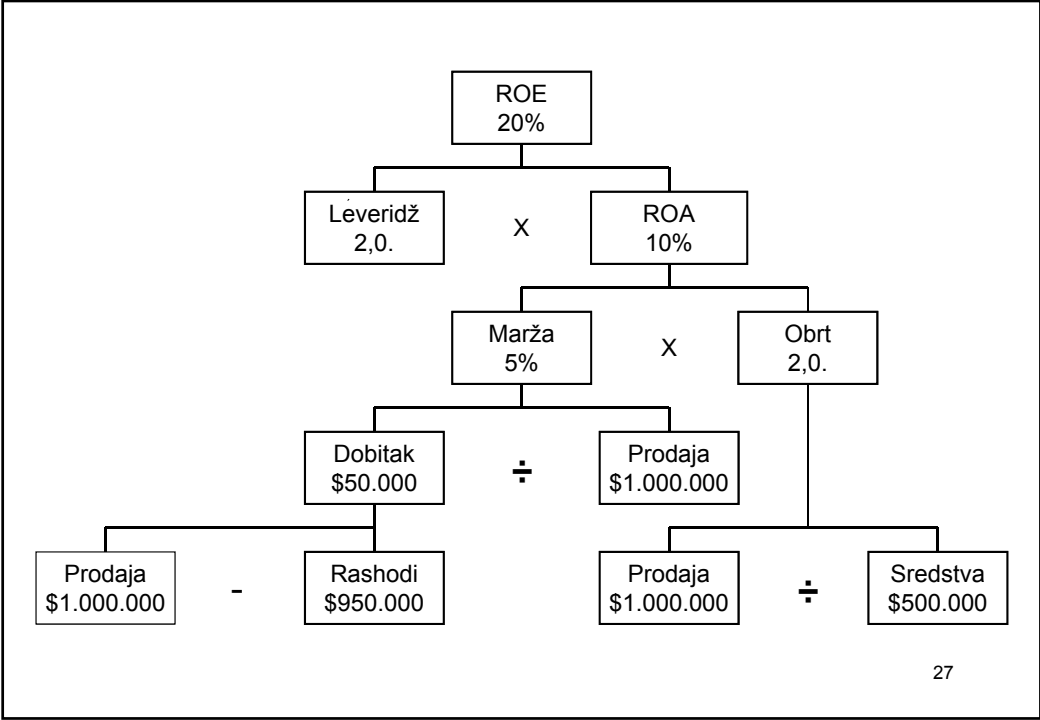 ROE
20%
Leveridž
2,0.
X
ROA
10%
Marža
5%
X
Obrt
2,0.
Dobitak
$50.000
÷
Prodaja
$1.000.000
Prodaja
$1.000.000
-
Rashodi
$950.000
Prodaja
$1.000.000
÷
Sredstva
$500.000
27